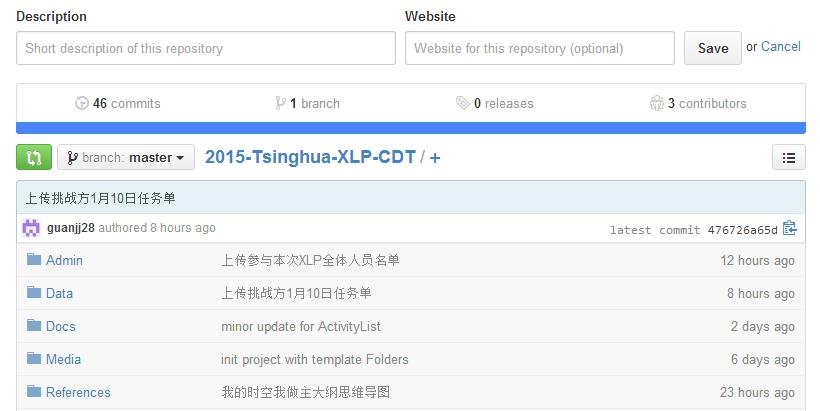 Description Website
Short description of this repository Website for this repository (optional) Save or Cancel
46 commits 1 branch 0 releases 3 contributors
branch: master 2015-Tsinghua-XLP-CDT / +
上传挑战方1月10日任务单
guanjj28 authored 8 hours ago latest commit 476726a65d
Admin 上传参与本次XLP全体人员名单 12 hours ago
Data 上传挑战方1月10日任务单 8 hours ago
Docs minor update for ActivityList 2 days ago
Media init project with template Folders 6 days ago
References 我的时空我做主大纲思维导图 23 hours ago